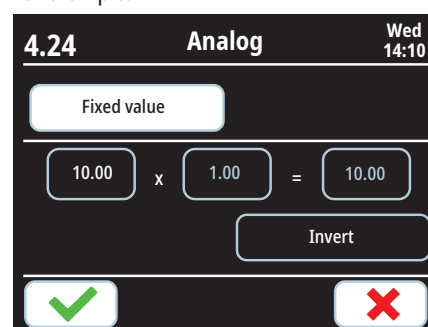 4.24 Analog Wed
14:10
Fixed value
10.00 x 1.00 = 10.00
Invert